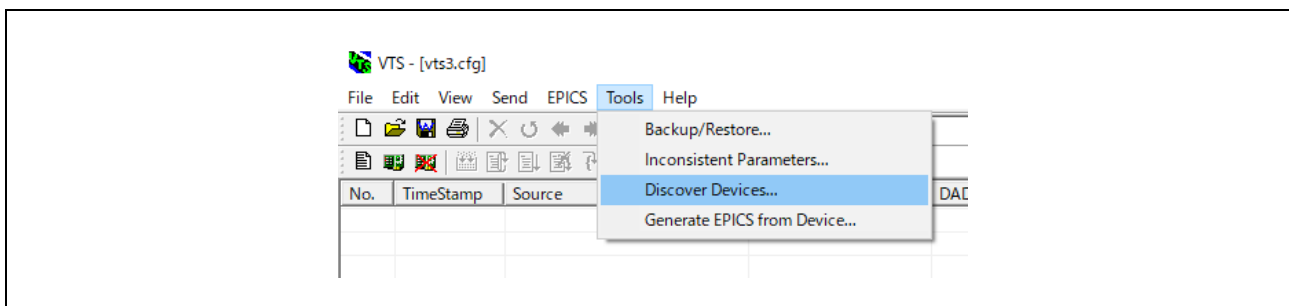 VTS - [vts3.cfg]
File Edit View Send EPICS Tools Help
Backup/Restore...
Inconsistent Parameters...
Discover Devices...
Generate EPICS from Device...
No. TimeStamp Source DAD